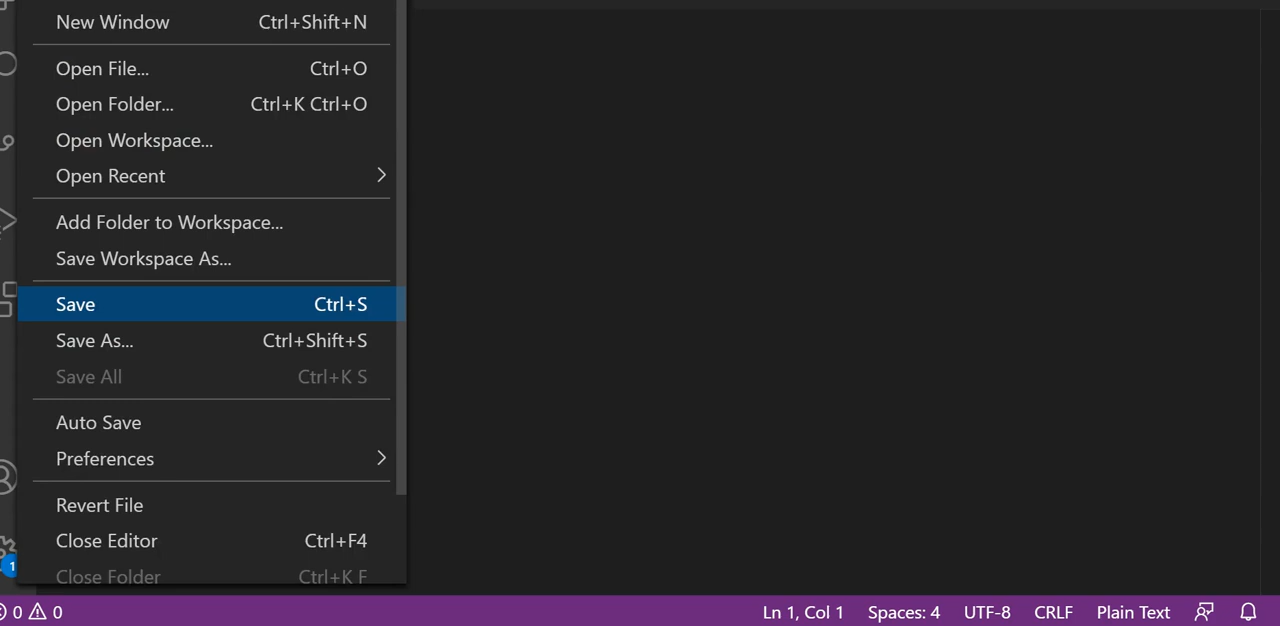 New Window Ctrl+Shift+N
Open File... Ctrl+O
Open Folder... Ctrl+K Ctrl+O
Open Workspace...
Open Recent
Add Folder to Workspace...
Save Workspace As...
Save Ctrl+S
Save As... Ctrl+Shift+S
Save All Ctrl+K S
Auto Save
Preferences
Revert File
Close Editor Ctrl+F4
Close Folder Ctrl+K F
1
0 0 Ln 1, Col 1 Spaces: 4 UTF-8 CRLF Plain Text